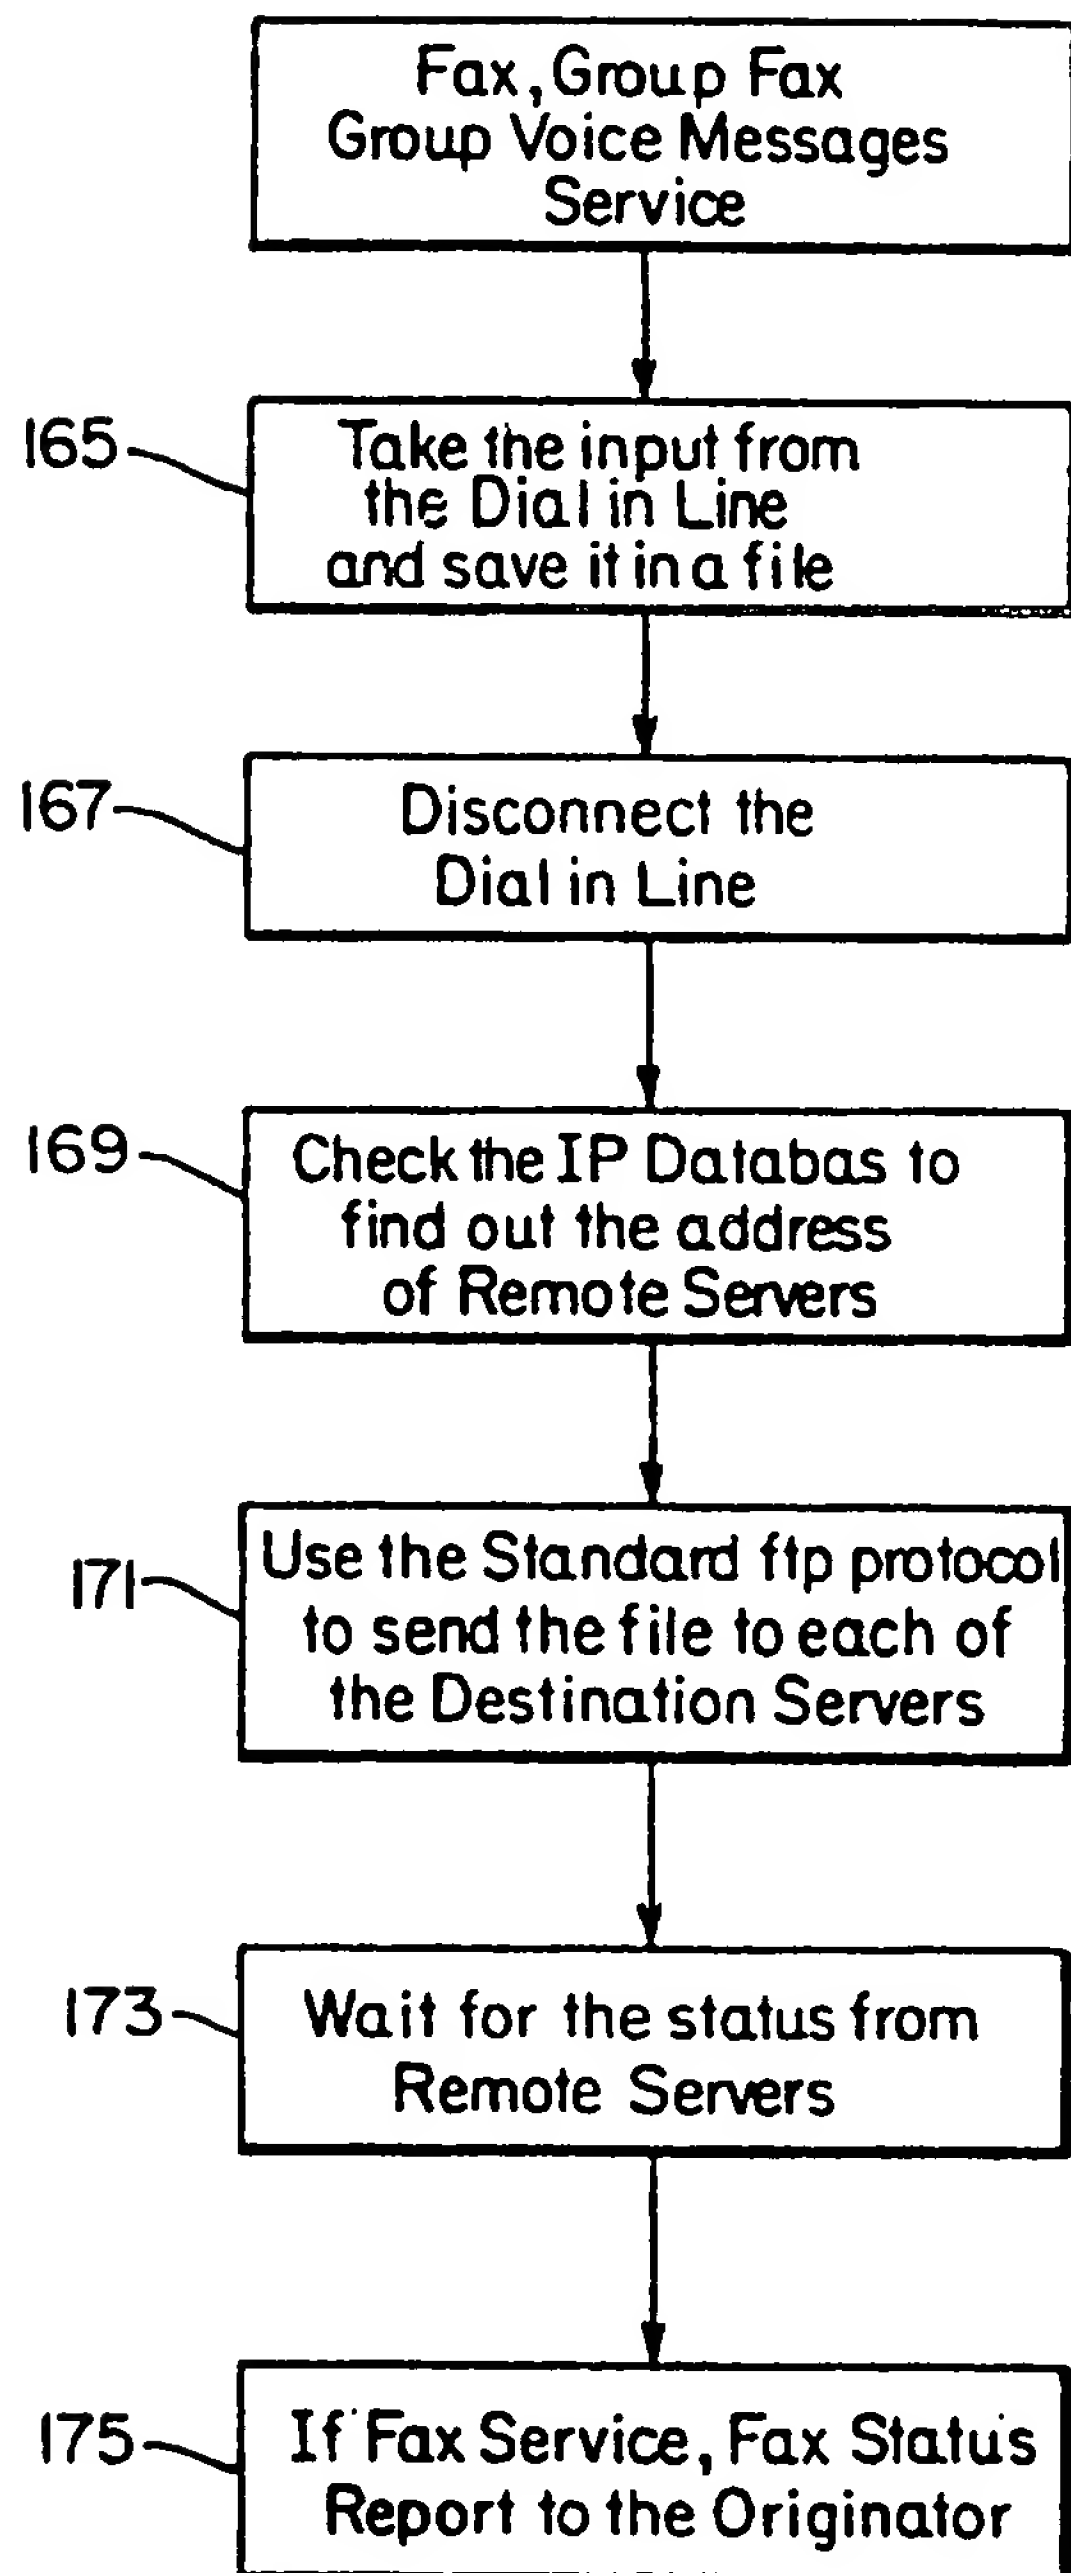 Fax, Group Fax
Group Voice Messages
Service
165
Take the input from
the Dial in Line
and save it in a file
167
Disconnect the
Dial in Line
169
Check the IP Databas to
find out the address
of Remote Servers
171
Use the Standard ftp protocol
to send the file to each of
the Destination Servers
173
Wait for the status from
Remote Servers
175
If Fax Service, Fax Status
Report to the Originator